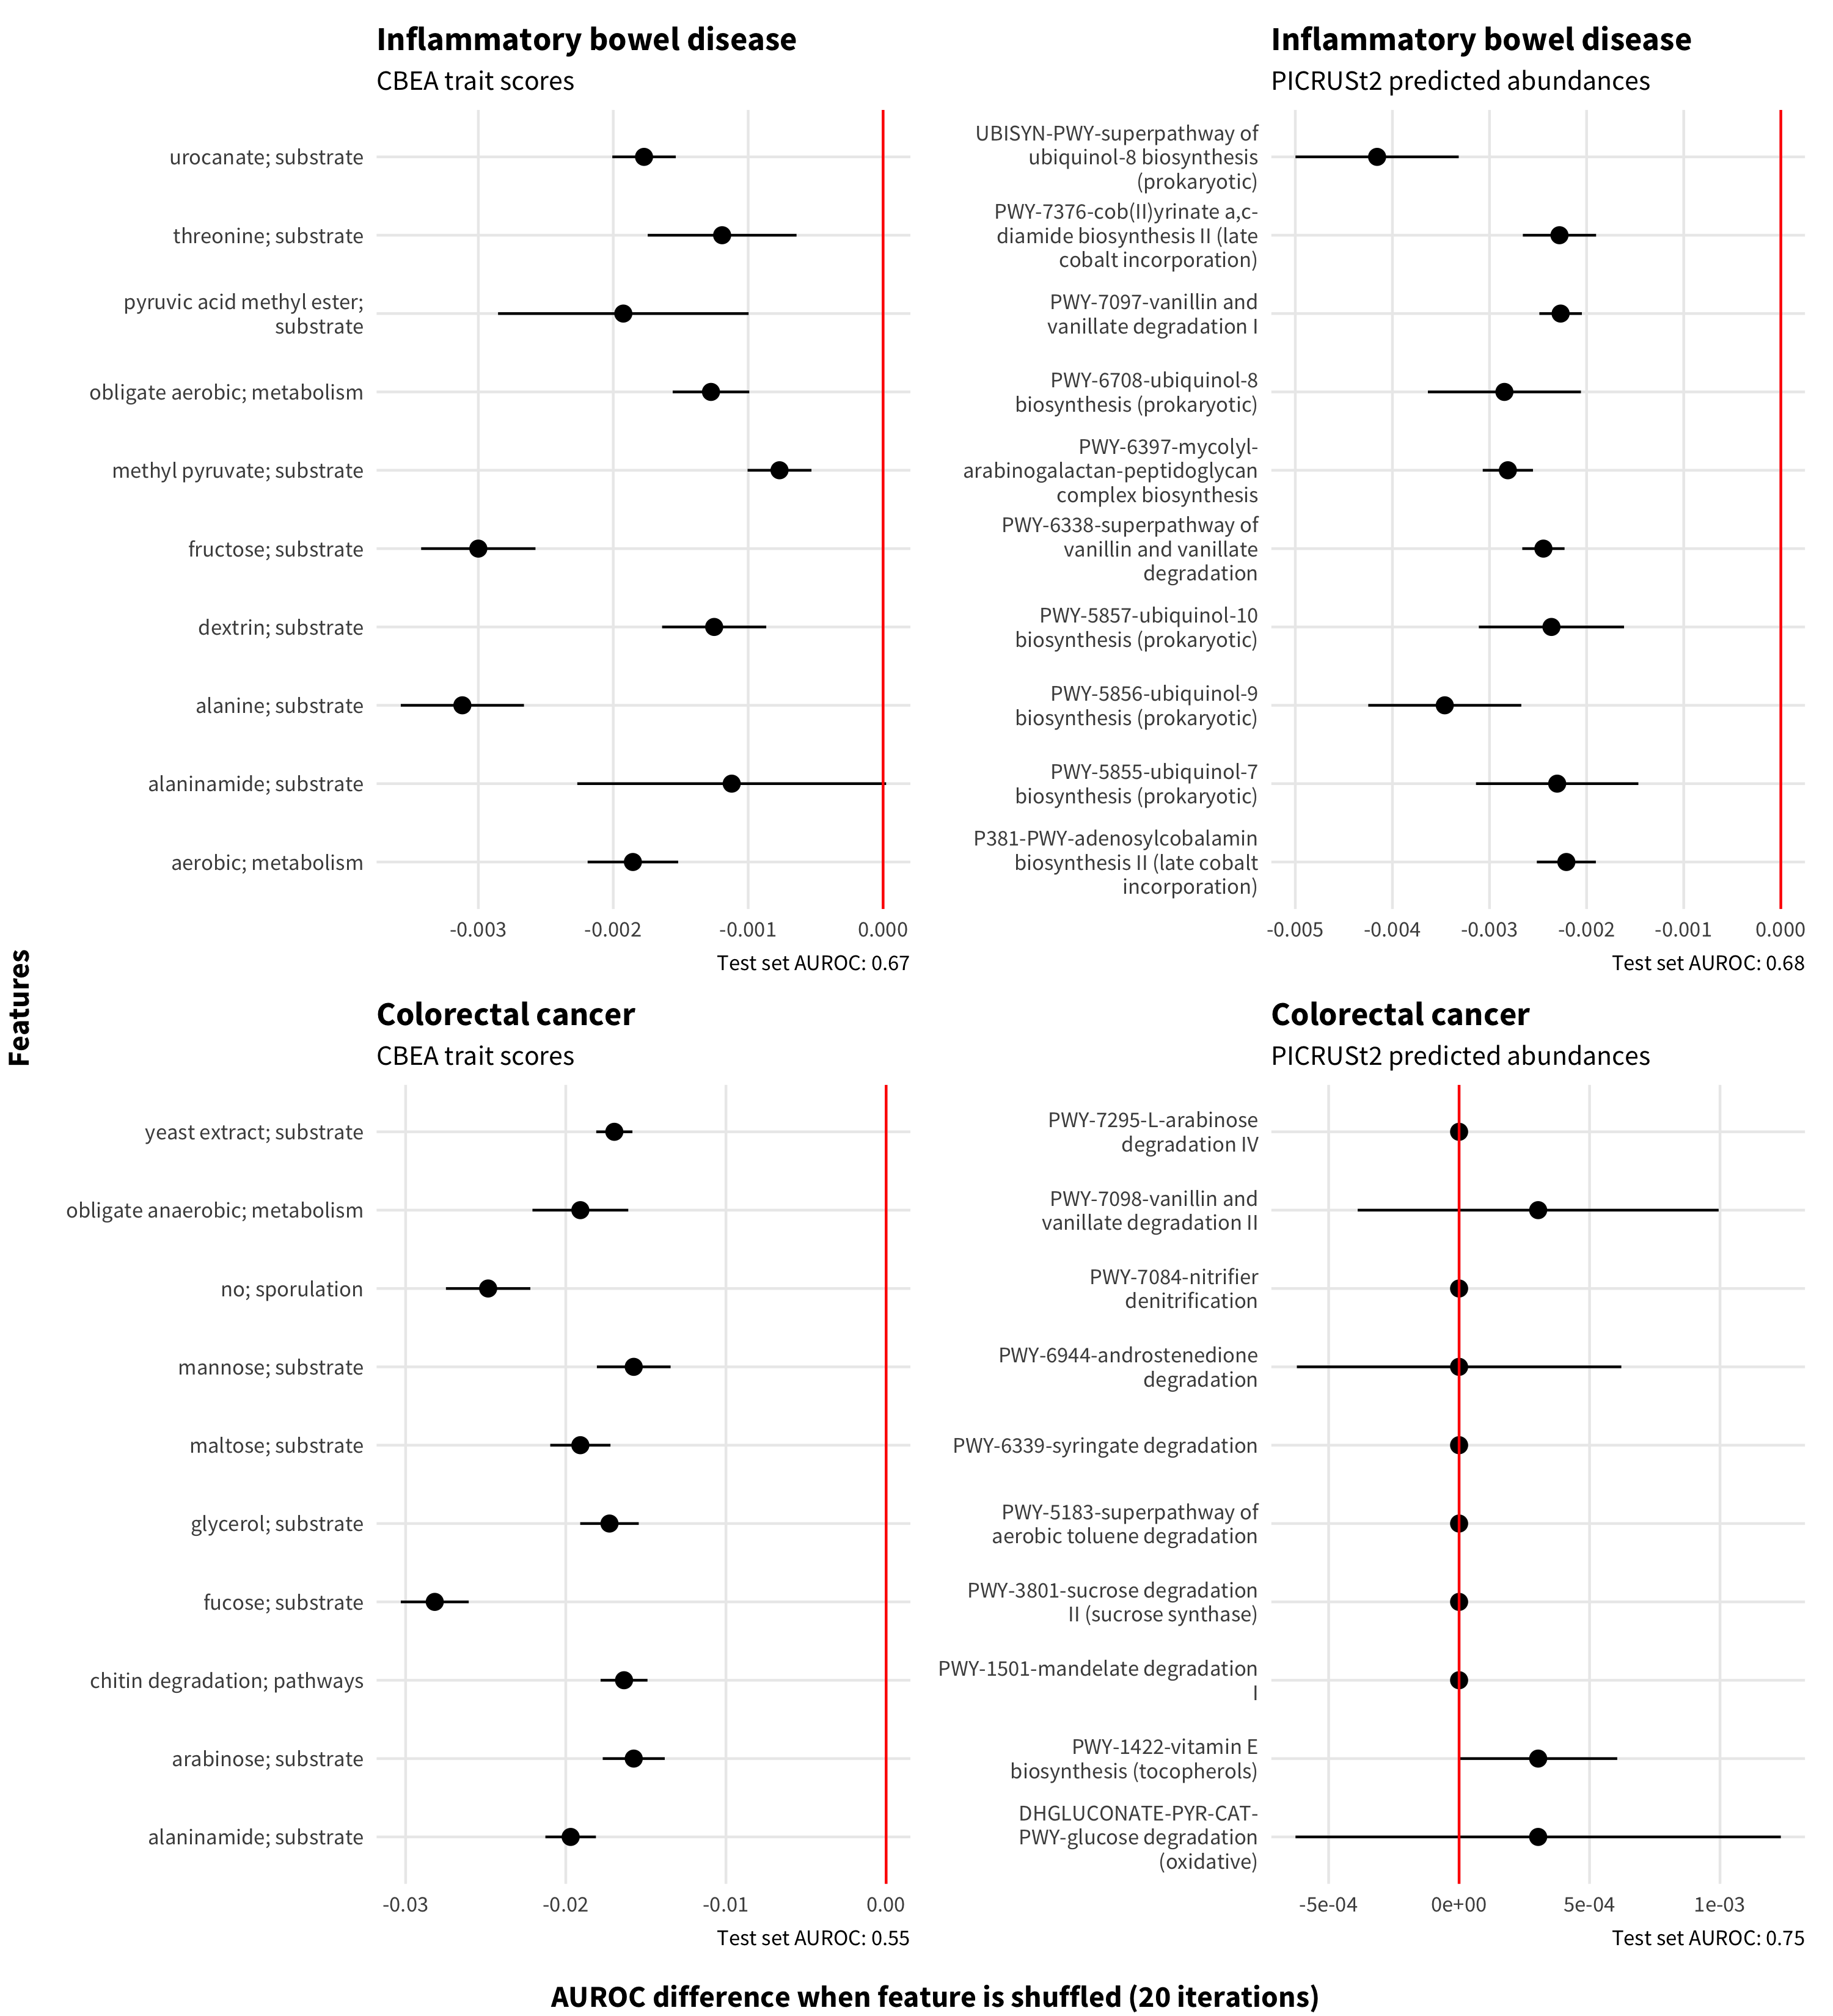 Inflammatory bowel disease
CBEA trait scores
urocanate; substrate
threonine; substrate
pyruvic acid methyl ester;
substrate
obligate aerobic; metabolism
methyl pyruvate; substrate
fructose; substrate
dextrin; substrate
alanine; substrate
alaninamide; substrate
aerobic; metabolism
-0.003 -0.002 -0.001 0.000
Test set AUROC: 0.67
Inflammatory bowel disease
PICRUSt2 predicted abundances
UBISYN-PWY-superpathway of
ubiquinol-8 biosynthesis
(prokaryotic)
PWY-7376-cob(II)yrinate a,c-
diamide biosynthesis II (late
cobalt incorporation)
PWY-7097-vanillin and
vanillate degradation I
PWY-6708-ubiquinol-8
biosynthesis (prokaryotic)
PWY-6397-mycolyl-
arabinogalactan-peptidoglycan
complex biosynthesis
PWY-6338-superpathway of
vanillin and vanillate
degradation
PWY-5857-ubiquinol-10
biosynthesis (prokaryotic)
PWY-5856-ubiquinol-9
biosynthesis (prokaryotic)
PWY-5855-ubiquinol-7
biosynthesis (prokaryotic)
P381-PWY-adenosylcobalamin
biosynthesis II (late cobalt
incorporation)
-0.005 -0.004 -0.003 -0.002 -0.001 0.000
Test set AUROC: 0.68
Features
Colorectal cancer
CBEA trait scores
yeast extract; substrate
obligate anaerobic; metabolism
no; sporulation
mannose; substrate
maltose; substrate
glycerol; substrate
fucose; substrate
chitin degradation; pathways
arabinose; substrate
alaninamide; substrate
-0.03 -0.02 -0.01 0.00
Test set AUROC: 0.55
Colorectal cancer
PICRUSt2 predicted abundances
PWY-7295-L-arabinose
degradation IV
PWY-7098-vanillin and
vanillate degradation II
PWY-7084-nitrifier
denitrification
PWY-6944-androstenedione
degradation
PWY-6339-syringate degradation
PWY-5183-superpathway of
aerobic toluene degradation
PWY-3801-sucrose degradation
II (sucrose synthase)
PWY-1501-mandelate degradation
I
PWY-1422-vitamin E
biosynthesis (tocopherols)
DHGLUCONATE-PYR-CAT-
PWY-glucose degradation
(oxidative)
-5e-04 0e+00 5e-04 1e-03
Test set AUROC: 0.75
AUROC difference when feature is shuffled (20 iterations)